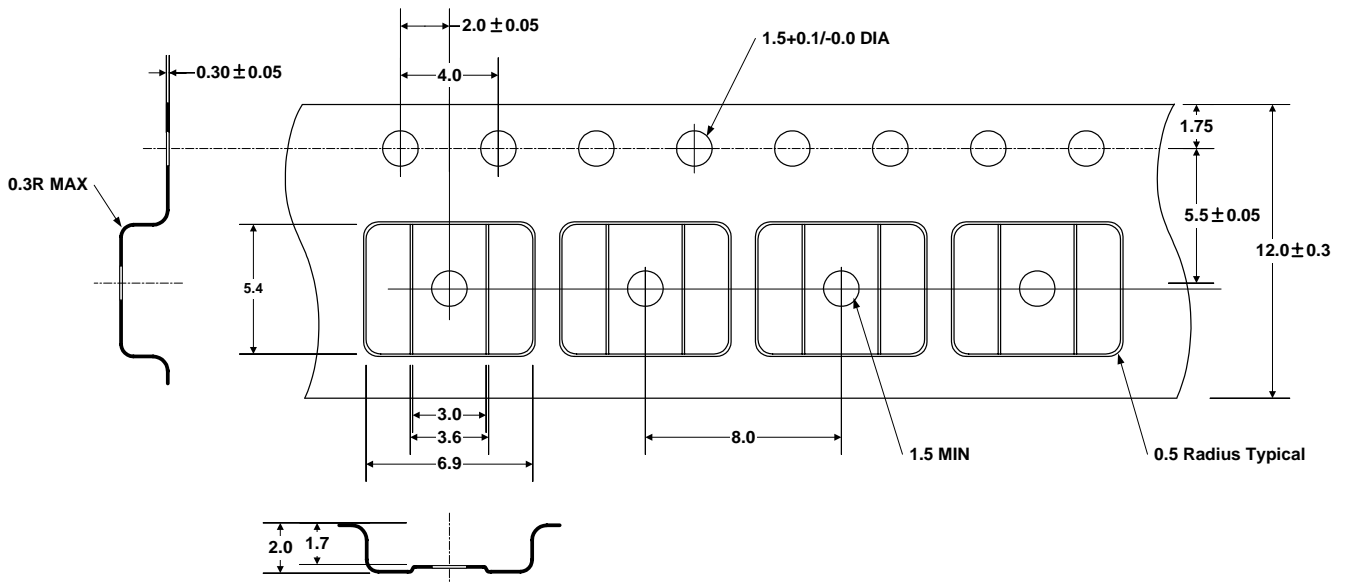 2.0 ± 0.05
1.5+0.1/-0.0 DIA
0.30 ± 0.05
4.0
1.75
0.3R MAX
5.5 ± 0.05
12.0 ± 0.3
5.4
3.0
3.6
6.9
8.0
1.5 MIN
0.5 Radius Typical
2.0
1.7